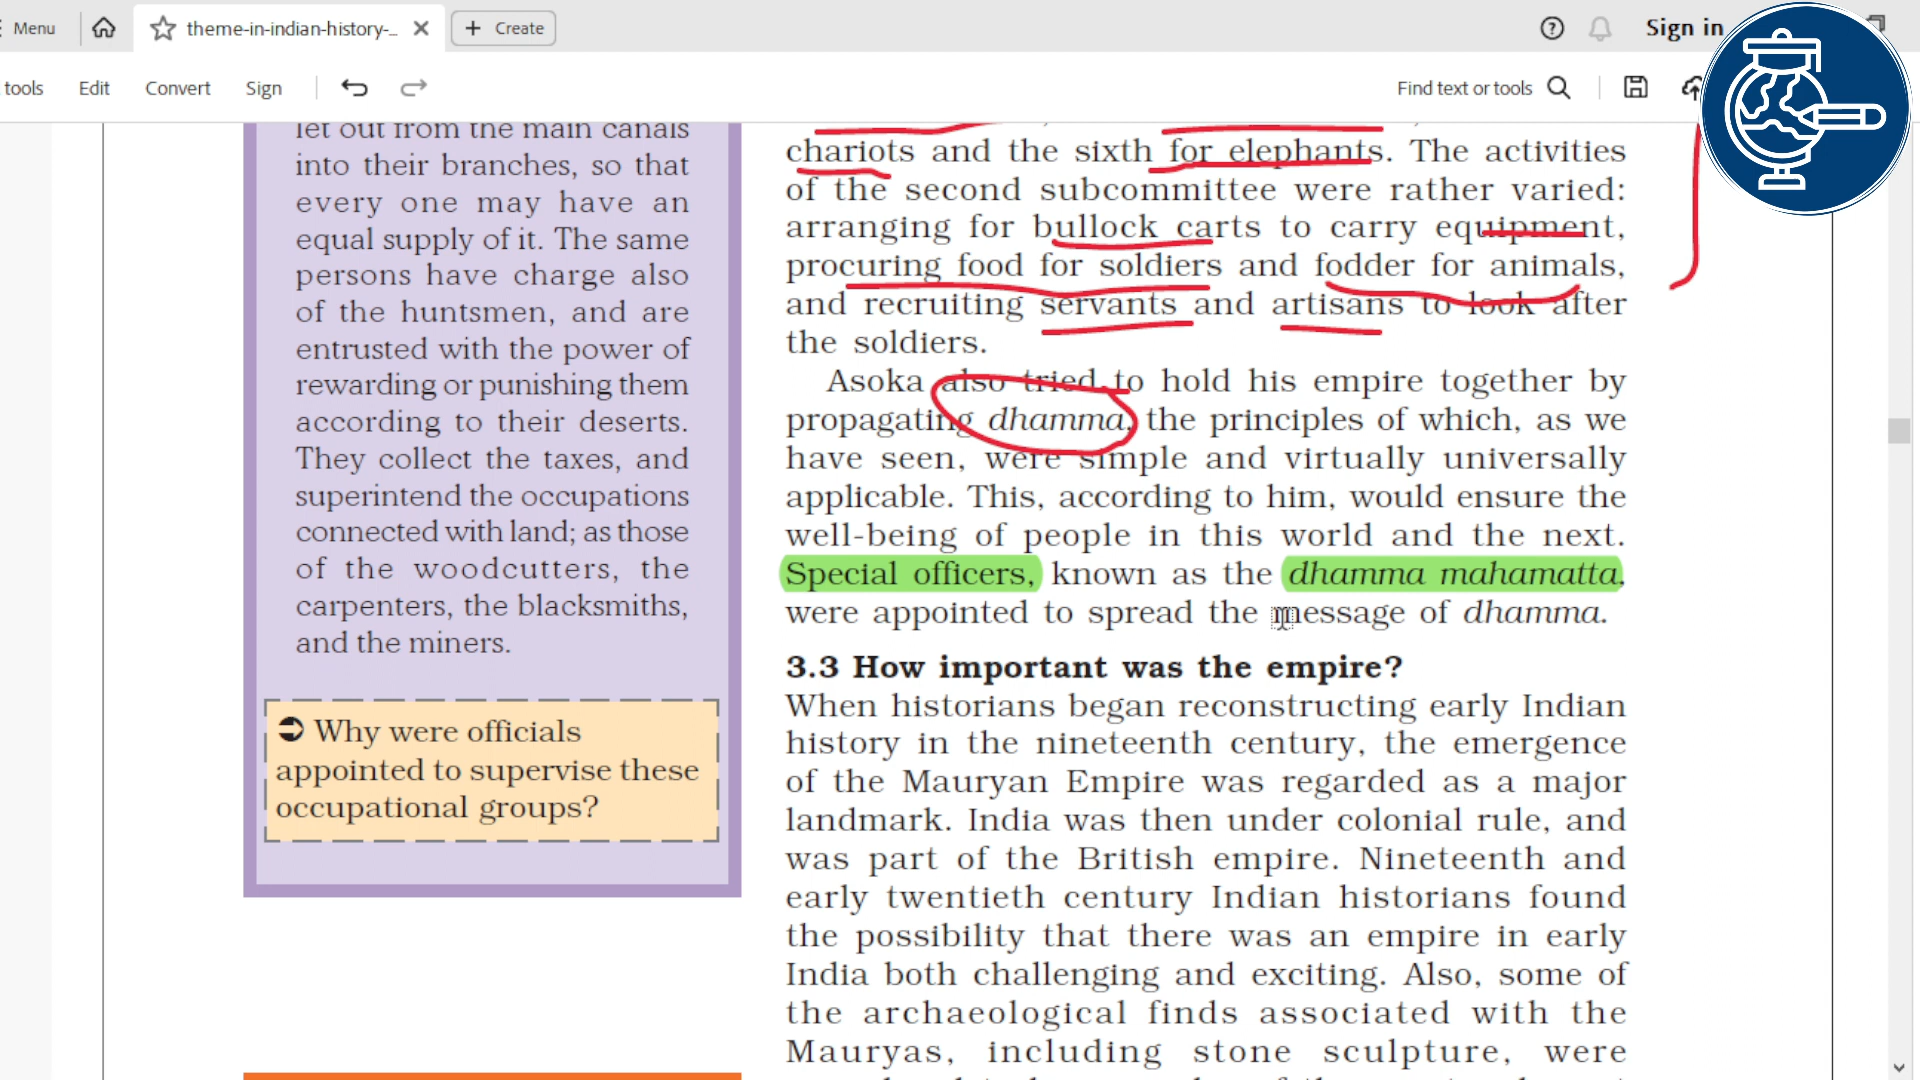 Menu
theme-in-indian-history-_
Create
Sign in
tools
Edit
Convert
Sign
Find text or tools
let out from the main canals
into their branches, so that
every one may have an
equal supply of it. The same
persons have charge also
of the huntsmen, and are
entrusted with the power of
rewarding or punishing them
according to their deserts.
They collect the taxes, and
superintend the occupations
connected with land; as those
of the woodcutters, the
carpenters, the blacksmiths,
and the miners.
➲ Why were officials
appointed to supervise these
occupational groups?
chariots and the sixth for elephants. The activities
of the second subcommittee were rather varied:
arranging for bullock carts to carry equipment,
procuring food for soldiers and fodder for animals,
and recruiting servants and artisans to look after
the soldiers.
Asoka also tried to hold his empire together by
propagating dhamma, the principles of which, as we
have seen, were simple and virtually universally
applicable. This, according to him, would ensure the
well-being of people in this world and the next.
Special officers, known as the dhamma mahamatta,
were appointed to spread the message of dhamma.
3.3 How important was the empire?
When historians began reconstructing early Indian
history in the nineteenth century, the emergence
of the Mauryan Empire was regarded as a major
landmark. India was then under colonial rule, and
was part of the British empire. Nineteenth and
early twentieth century Indian historians found
the possibility that there was an empire in early
India both challenging and exciting. Also, some of
the archaeological finds associated with the
Mauryas, including stone sculpture, were